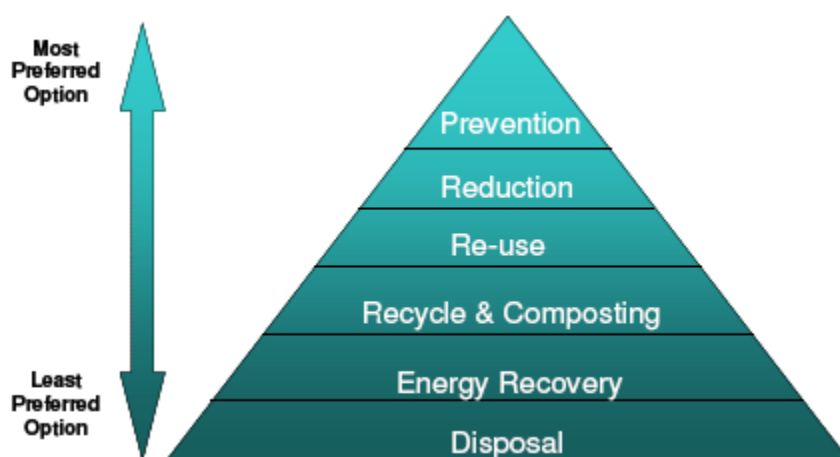 Most
Preferred
Option
Prevention
Reduction
Re-use
Recycle & Composting
Energy Recovery
Disposal
Least
Preferred
Option